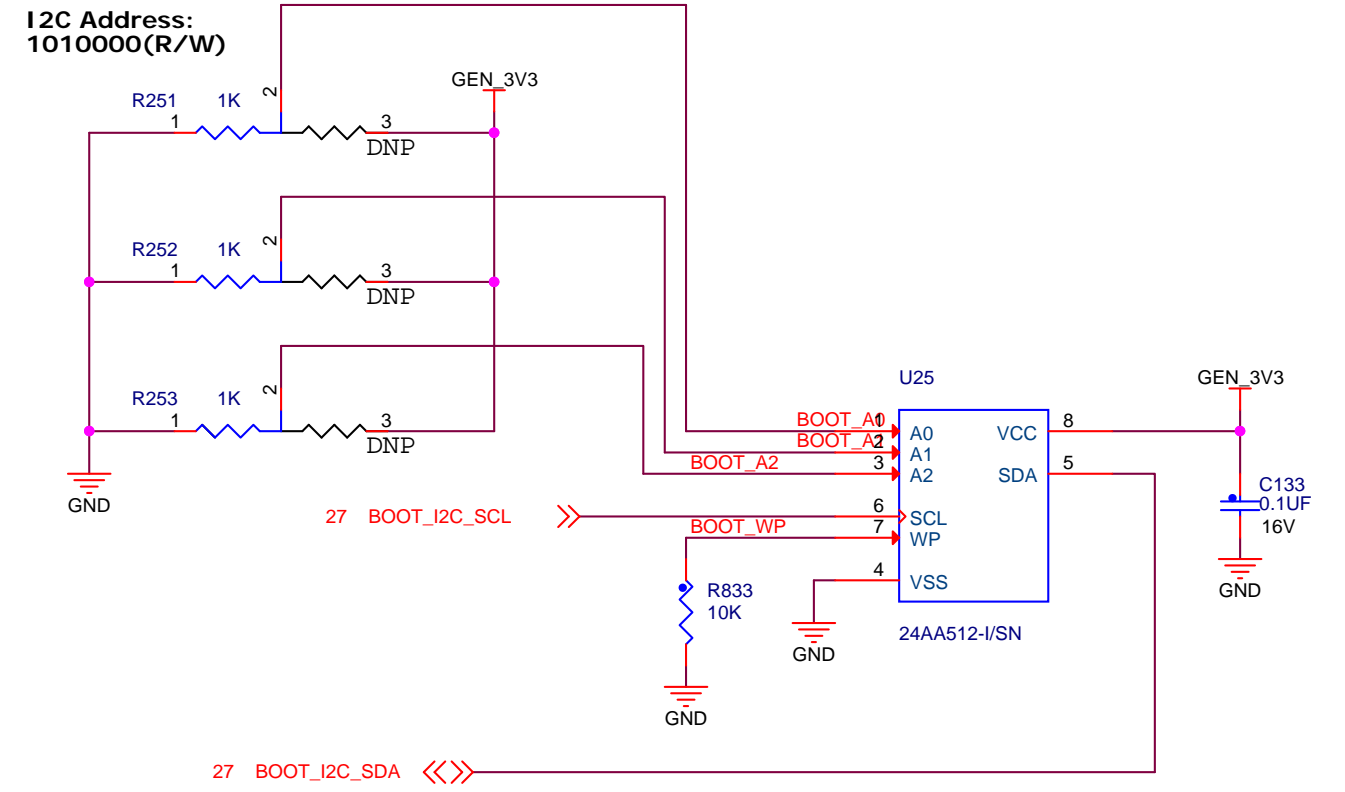 I2C Address:
1010000(R/W)
GEN_3V3
R251 1K 2
1 3
DNP
R252 1K 2
1 3
DNP
R253 1K 2
1 3
DNP
GND
U25
GEN_3V3
BOOT_A0 1 A0 VCC 8
BOOT_A1 2 A1
BOOT_A2 3 A2 SDA 5
C133
0.1UF
16V
GND
27 BOOT_I2C_SCL 6 SCL
BOOT_WP 7 WP
4 VSS
R833
10K
GND
24AA512-I/SN
GND
27 BOOT_I2C_SDA